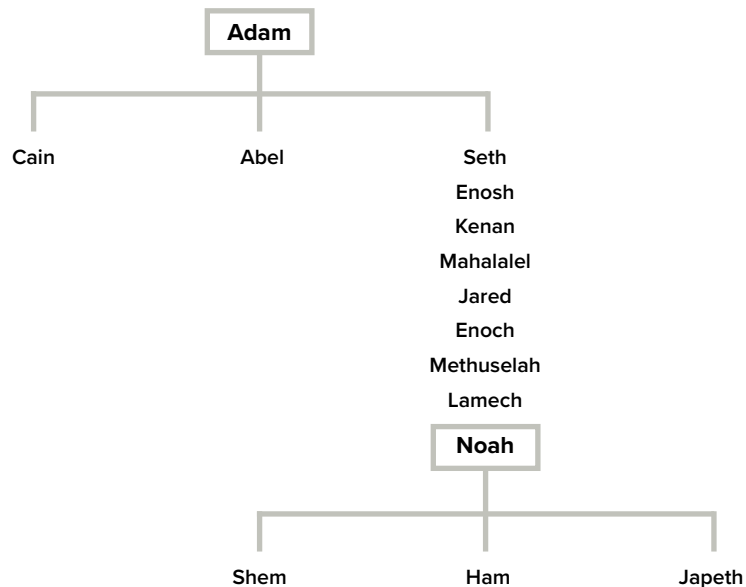 Adam
Cain Abel Seth
Enosh
Kenan
Mahalalel
Jared
Enoch
Methuselah
Lamech
Noah
Shem Ham Japeth